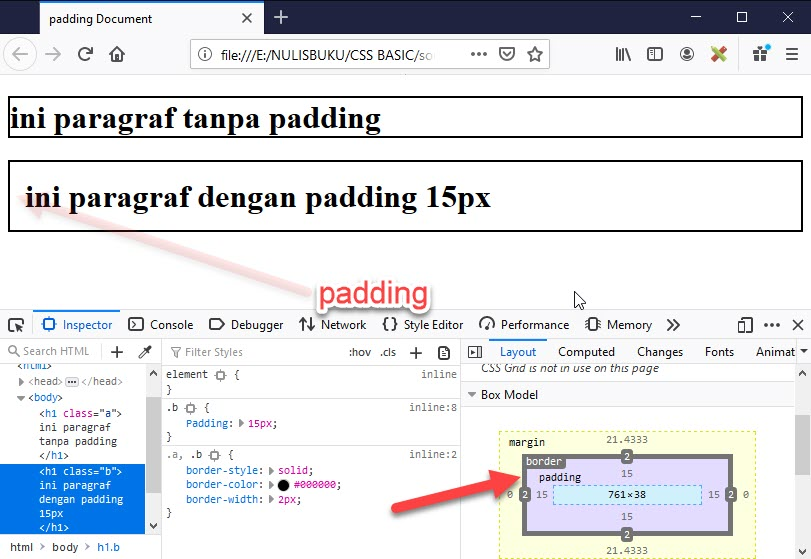 padding Document
file:///E:/NULISBUKU/CSS BASIC/so
ini paragraf tanpa padding
ini paragraf dengan padding 15px
padding
Inspector Console Debugger Network Style Editor Performance Memory
Search HTML
<html>
<head> </head>
<body>
<h1 class="a">
ini paragraf
tanpa padding
</h1>
<h1 class="b">
ini paragraf
dengan padding
15px
</h1>
html body h1.b
Filter Styles :hov .cls
element { inline
}
.b { inline:8
Padding: 15px;
}
.a, .b { inline:2
border-style: solid;
border-color: #000000;
border-width: 2px;
}
Layout Computed Changes Fonts Animat
CSS Grid is not in use on this page
Box Model
margin 21.4333
border 2
padding 15
0 2 15 761×38 15 2 0
15
2
21.4333